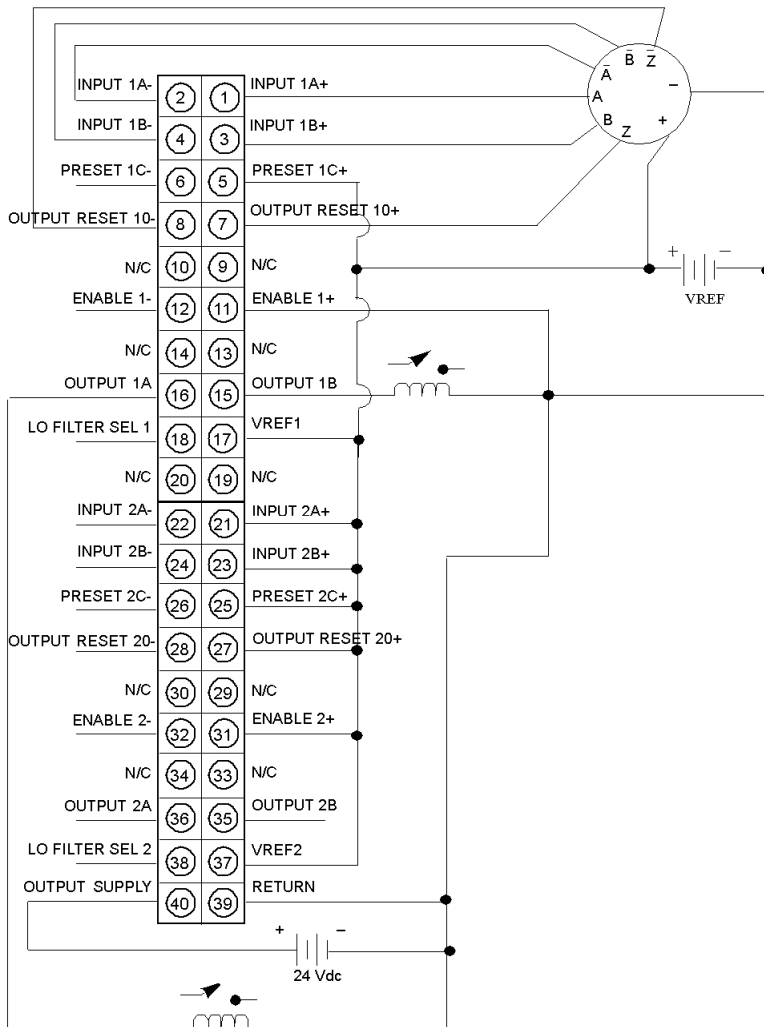 B̅ Z̅
A̅
A
B
Z
−
+
INPUT 1A- 2 1 INPUT 1A+
INPUT 1B- 4 3 INPUT 1B+
PRESET 1C- 6 5 PRESET 1C+
OUTPUT RESET 10- 8 7 OUTPUT RESET 10+
N/C 10 9 N/C
+ −
VREF
ENABLE 1- 12 11 ENABLE 1+
N/C 14 13 N/C
OUTPUT 1A 16 15 OUTPUT 1B
LO FILTER SEL 1 18 17 VREF1
N/C 20 19 N/C
INPUT 2A- 22 21 INPUT 2A+
INPUT 2B- 24 23 INPUT 2B+
PRESET 2C- 26 25 PRESET 2C+
OUTPUT RESET 20- 28 27 OUTPUT RESET 20+
N/C 30 29 N/C
ENABLE 2- 32 31 ENABLE 2+
N/C 34 33 N/C
OUTPUT 2A 36 35 OUTPUT 2B
LO FILTER SEL 2 38 37 VREF2
OUTPUT SUPPLY 40 39 RETURN
+ −
24 Vdc